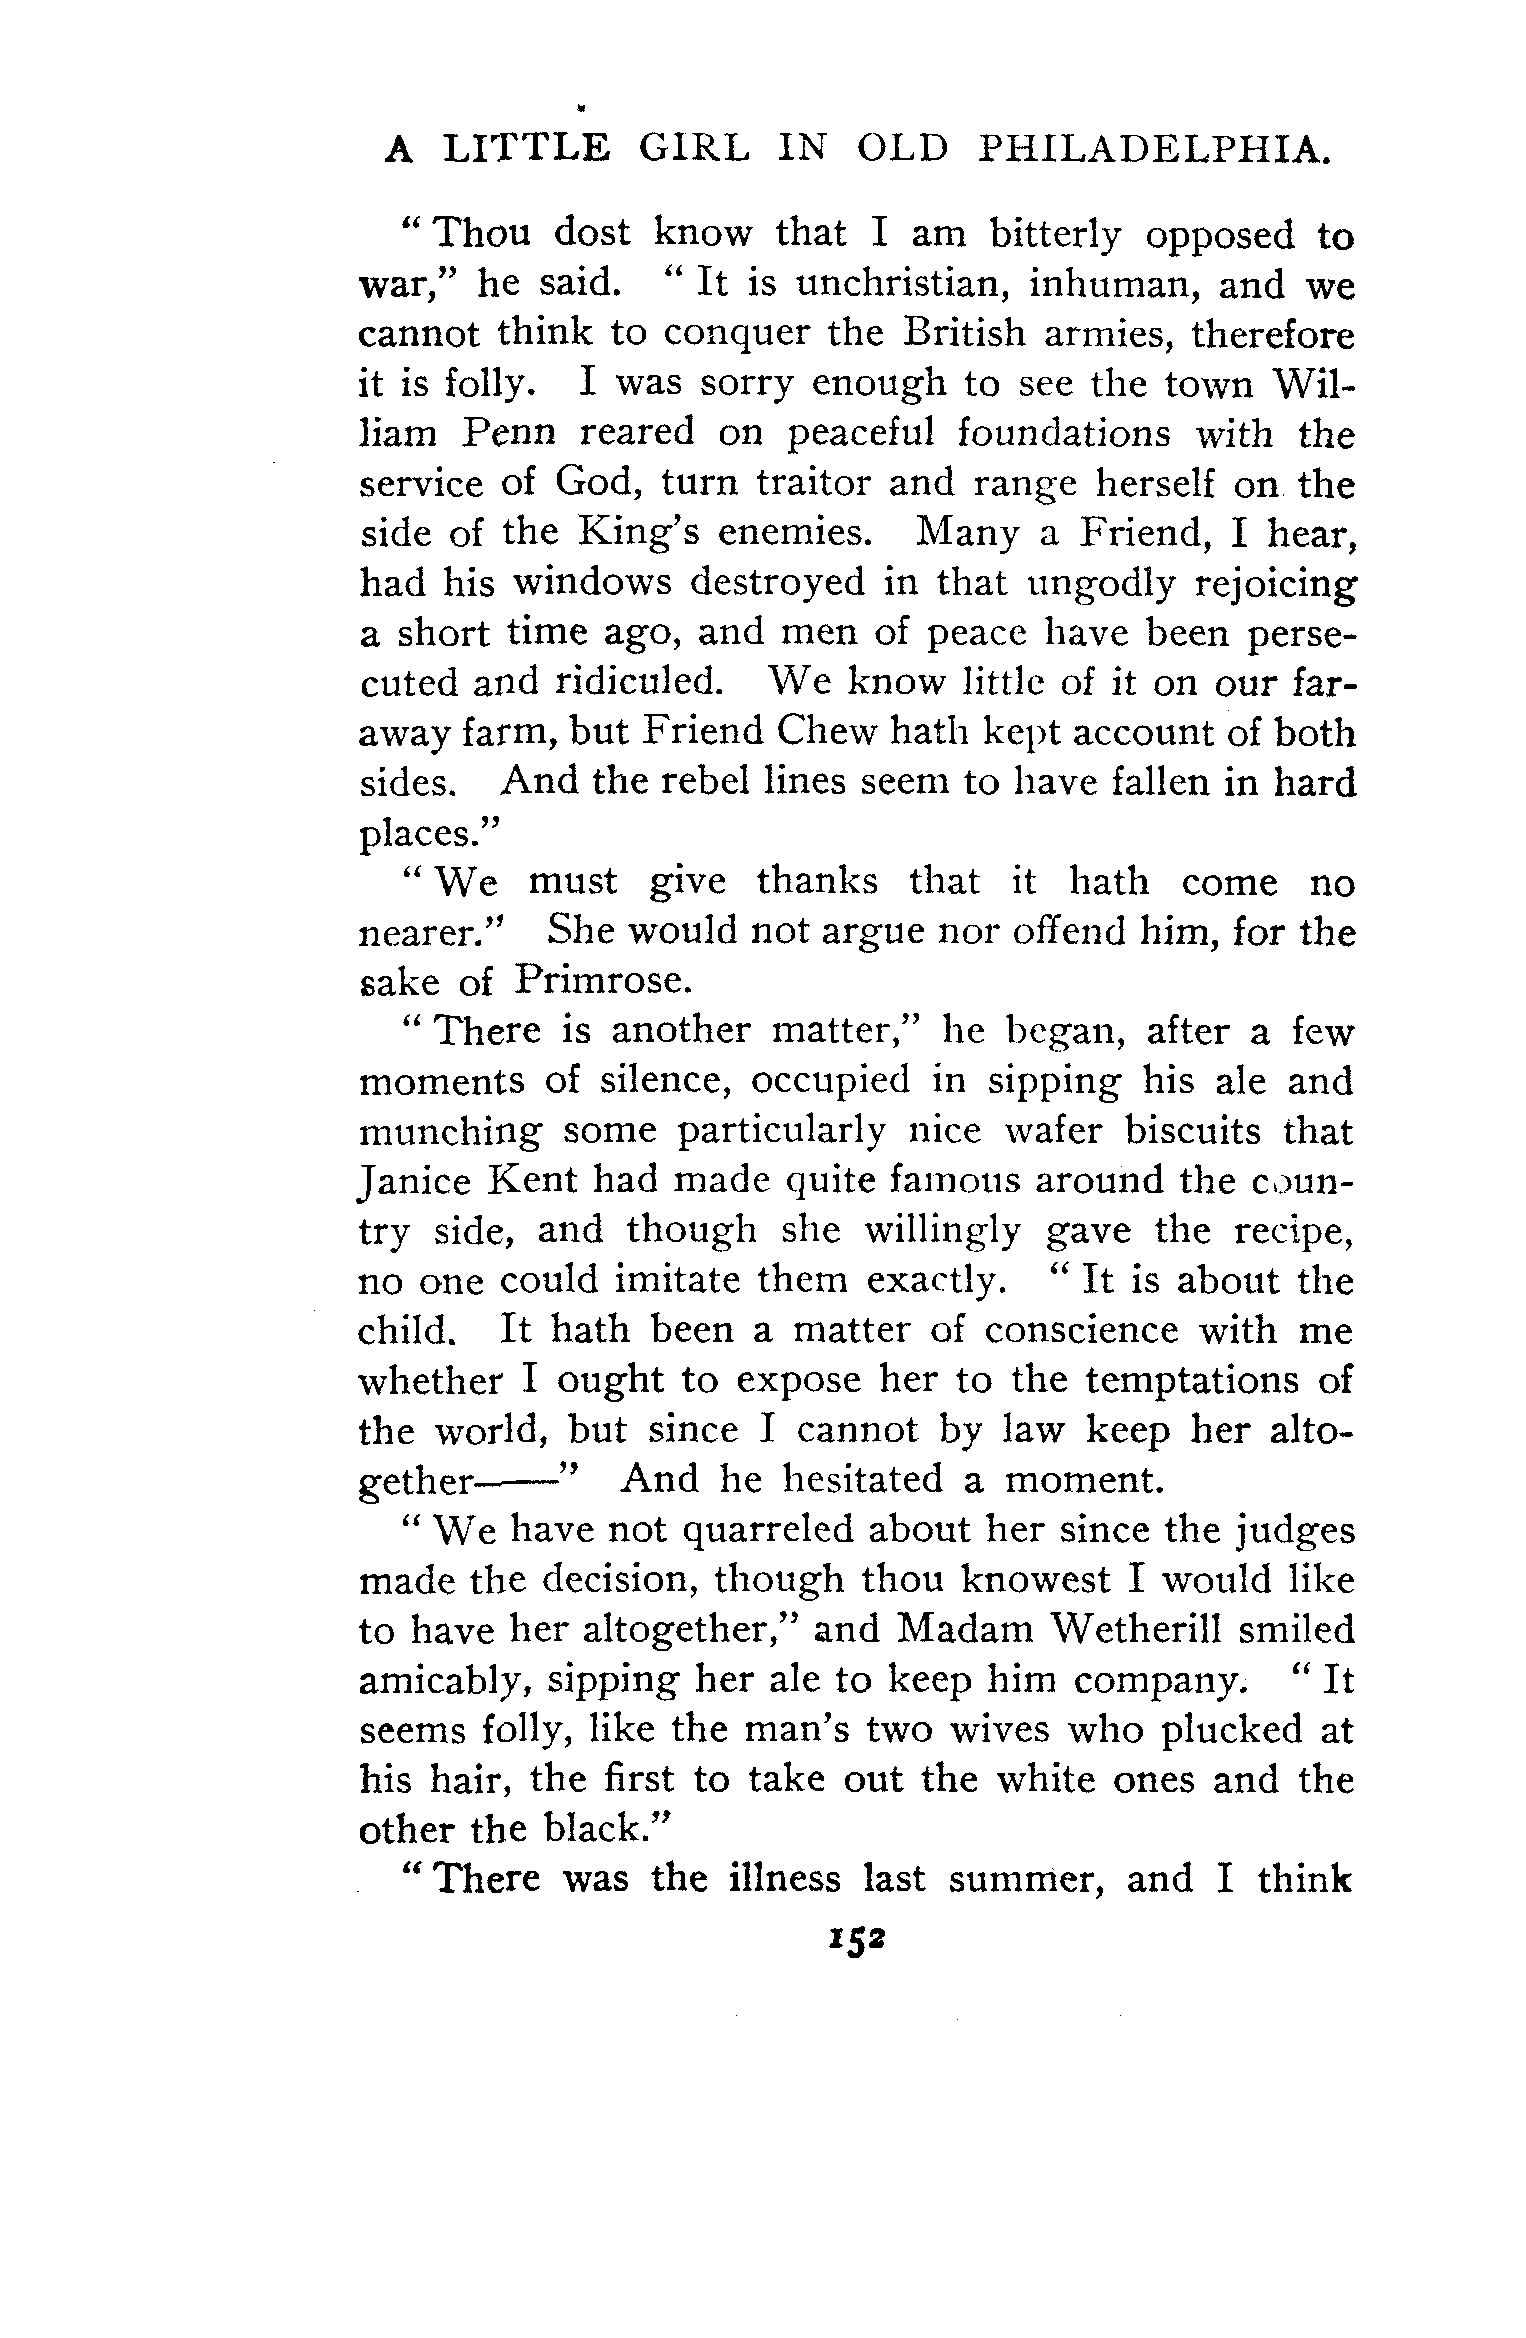 A LITTLE GIRL IN OLD PHILADELPHIA.
“ Thou dost know that I am bitterly opposed to
war,” he said. “ It is unchristian, inhuman, and we
cannot think to conquer the British armies, therefore
it is folly. I was sorry enough to see the town Wil-
liam Penn reared on peaceful foundations with the
service of God, turn traitor and range herself on the
side of the King’s enemies. Many a Friend, I hear,
had his windows destroyed in that ungodly rejoicing
a short time ago, and men of peace have been perse-
cuted and ridiculed. We know little of it on our far-
away farm, but Friend Chew hath kept account of both
sides. And the rebel lines seem to have fallen in hard
places.”
“ We must give thanks that it hath come no
nearer.” She would not argue nor offend him, for the
sake of Primrose.
“ There is another matter,” he began, after a few
moments of silence, occupied in sipping his ale and
munching some particularly nice wafer biscuits that
Janice Kent had made quite famous around the coun-
try side, and though she willingly gave the recipe,
no one could imitate them exactly. “ It is about the
child. It hath been a matter of conscience with me
whether I ought to expose her to the temptations of
the world, but since I cannot by law keep her alto-
gether——” And he hesitated a moment.
“ We have not quarreled about her since the judges
made the decision, though thou knowest I would like
to have her altogether,” and Madam Wetherill smiled
amicably, sipping her ale to keep him company. “ It
seems folly, like the man’s two wives who plucked at
his hair, the first to take out the white ones and the
other the black.”
“ There was the illness last summer, and I think
152